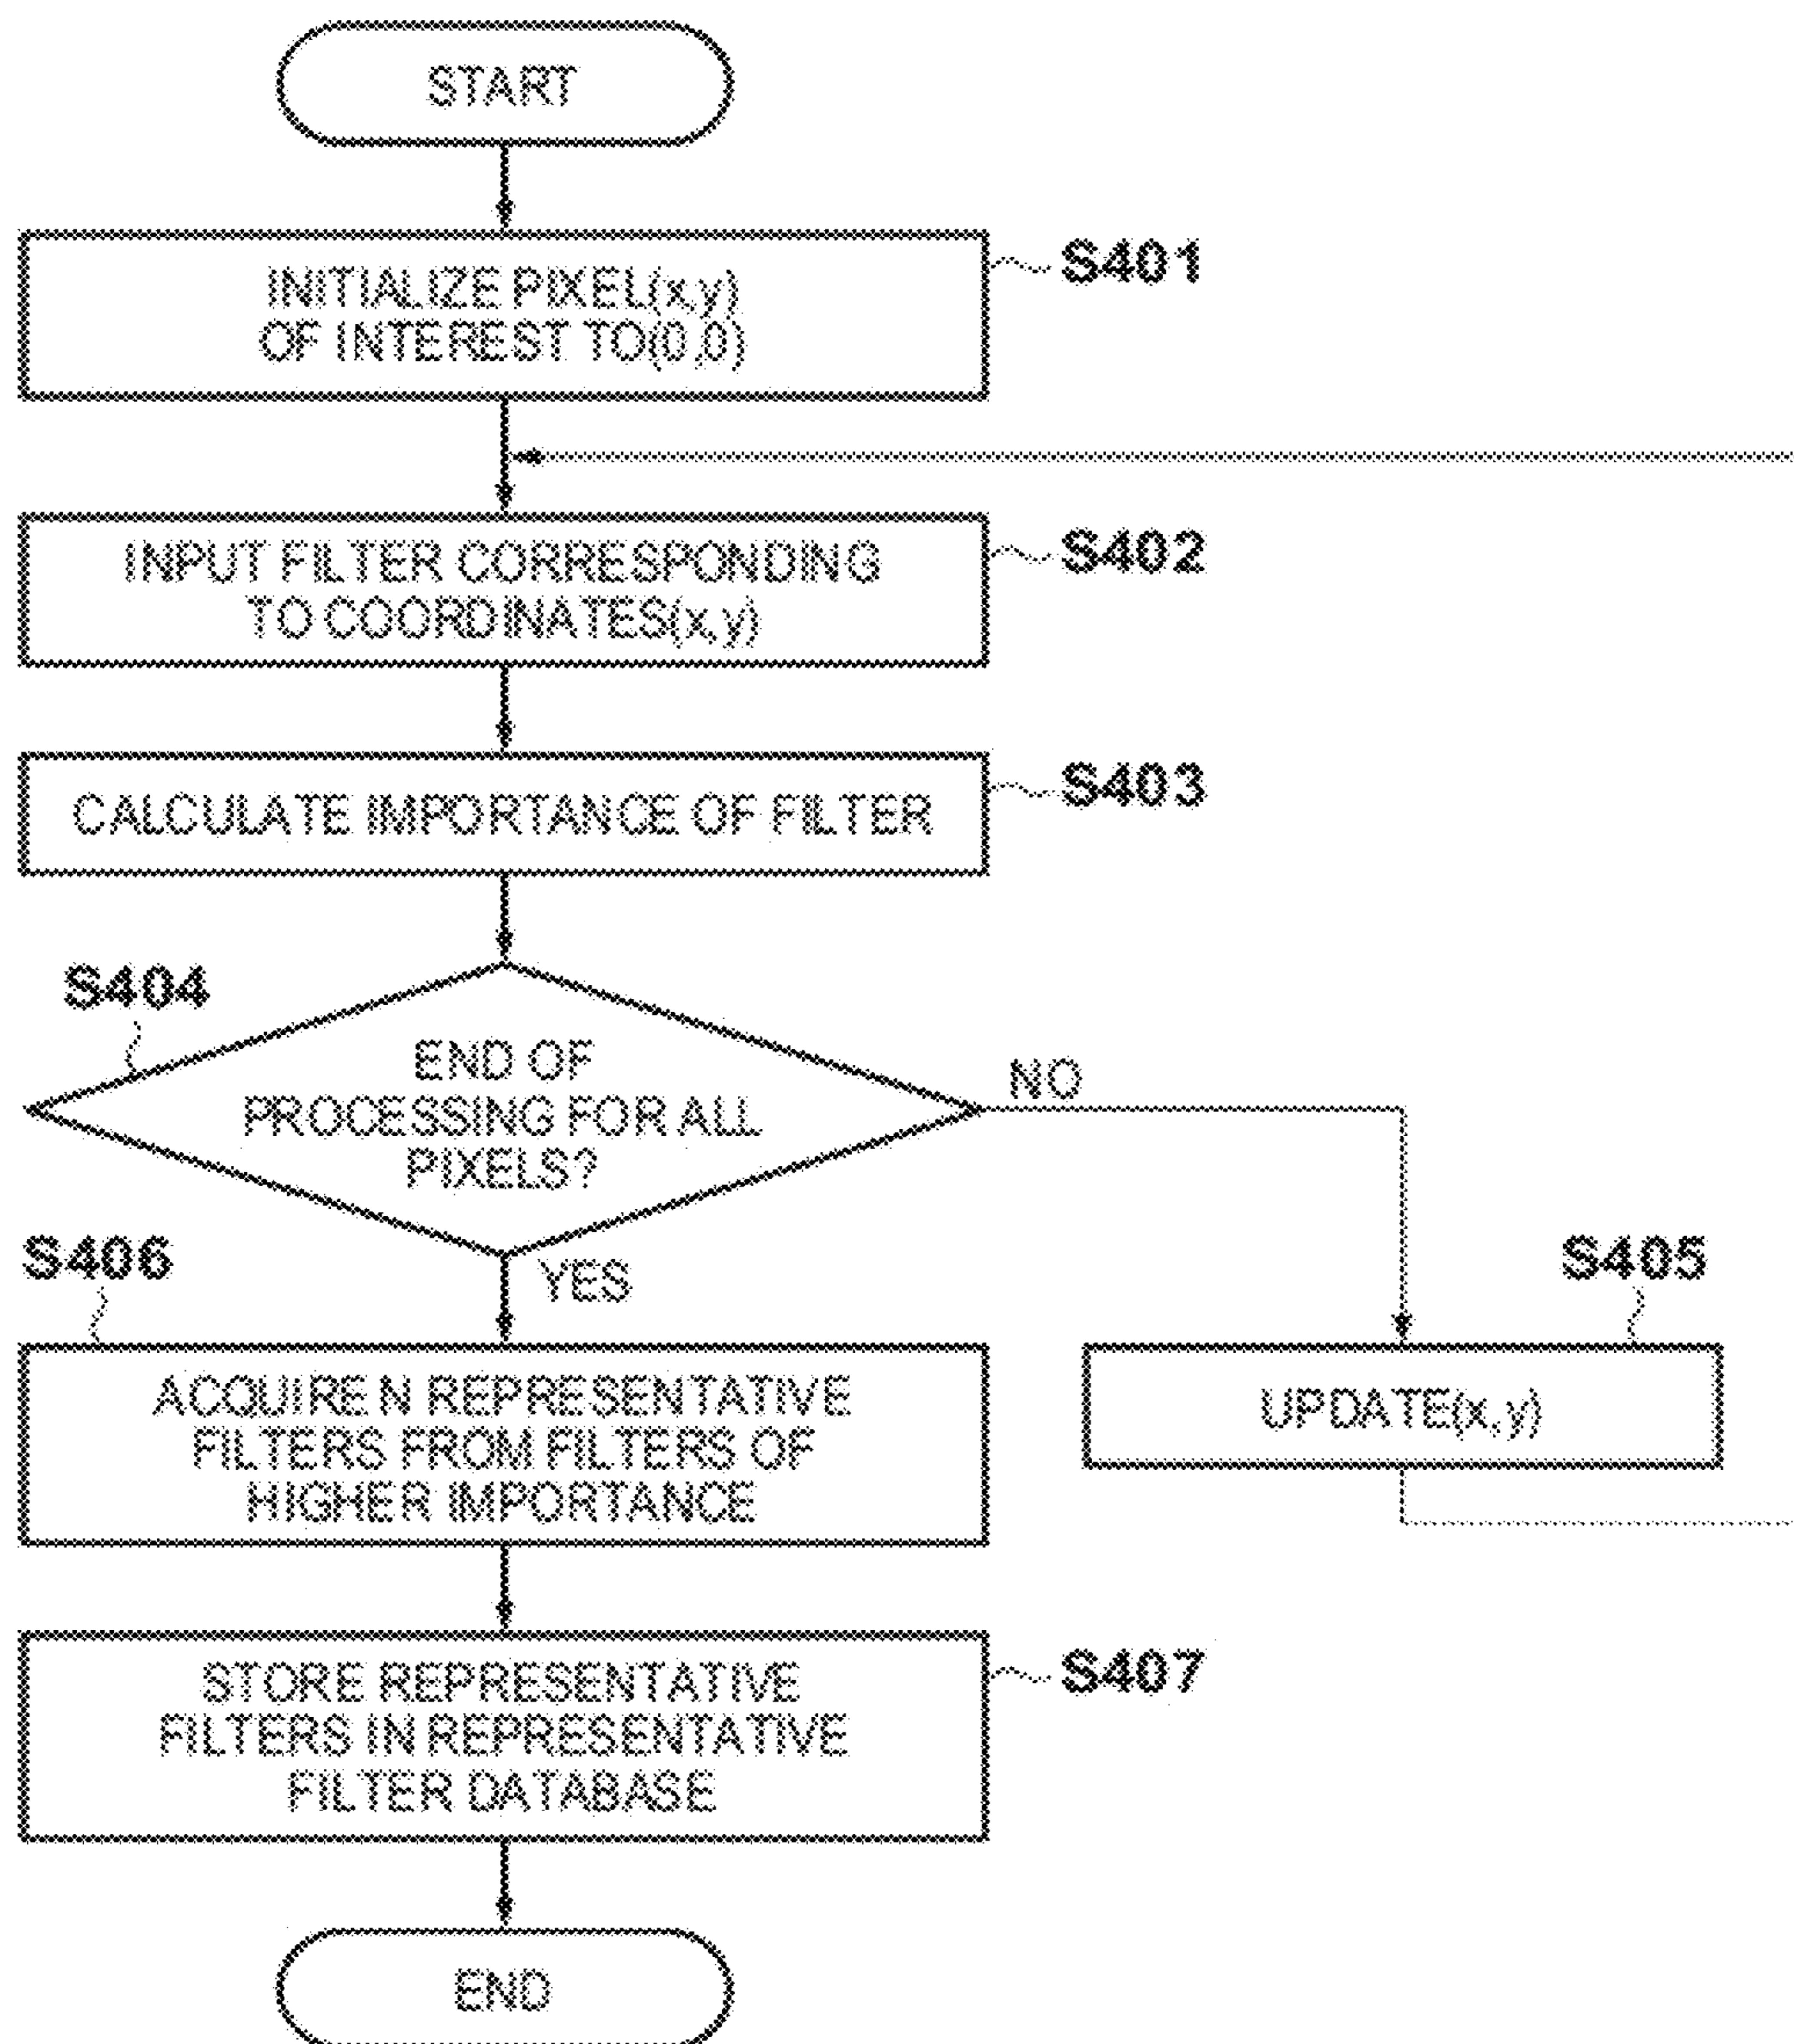 START
INITIALIZE PIXEL(x,y)
OF INTEREST TO(0,0)
S401
INPUT FILTER CORRESPONDING
TO COORDINATES(x,y)
S402
CALCULATE IMPORTANCE OF FILTER
S403
S404
END OF
PROCESSING FOR ALL
PIXELS?
NO
YES
S405
UPDATE(x,y)
S406
ACQUIRE N REPRESENTATIVE
FILTERS FROM FILTERS OF
HIGHER IMPORTANCE
STORE REPRESENTATIVE
FILTERS IN REPRESENTATIVE
FILTER DATABASE
S407
END